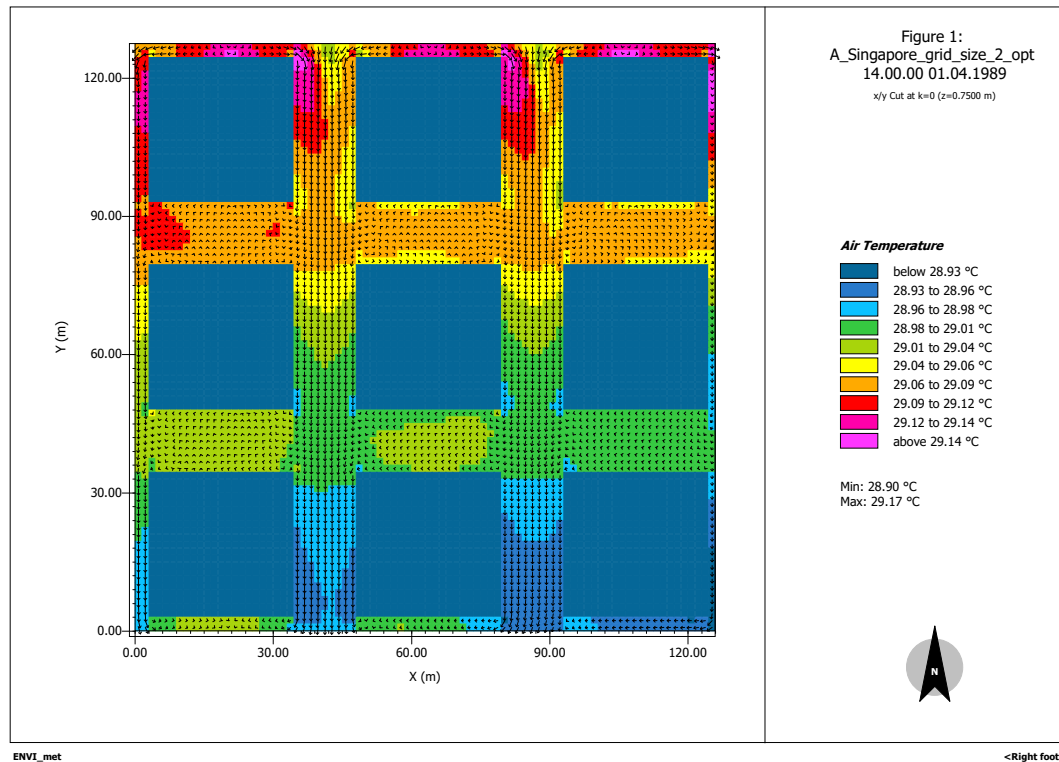 Figure 1:
A_Singapore_grid_size_2_opt
14.00.00 01.04.1989
x/y Cut at k=0 (z=0.7500 m)
120.00
90.00
60.00
30.00
0.00
Y (m)
0.00 30.00 60.00 90.00 120.00
X (m)
Air Temperature
below 28.93 °C
28.93 to 28.96 °C
28.96 to 28.98 °C
28.98 to 29.01 °C
29.01 to 29.04 °C
29.04 to 29.06 °C
29.06 to 29.09 °C
29.09 to 29.12 °C
29.12 to 29.14 °C
above 29.14 °C
Min: 28.90 °C
Max: 29.17 °C
N
ENVI_met
<Right foot